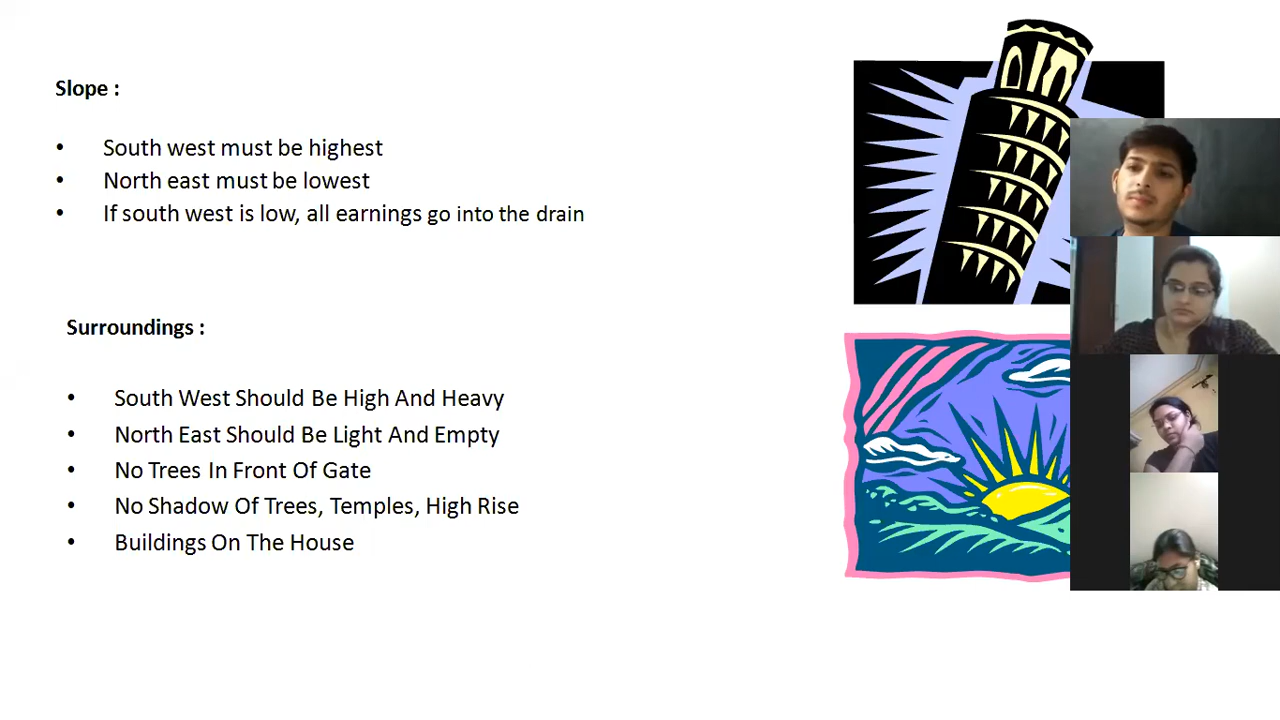 Slope :
• South west must be highest
• North east must be lowest
• If south west is low, all earnings go into the drain
Surroundings :
• South West Should Be High And Heavy
• North East Should Be Light And Empty
• No Trees In Front Of Gate
• No Shadow Of Trees, Temples, High Rise
• Buildings On The House